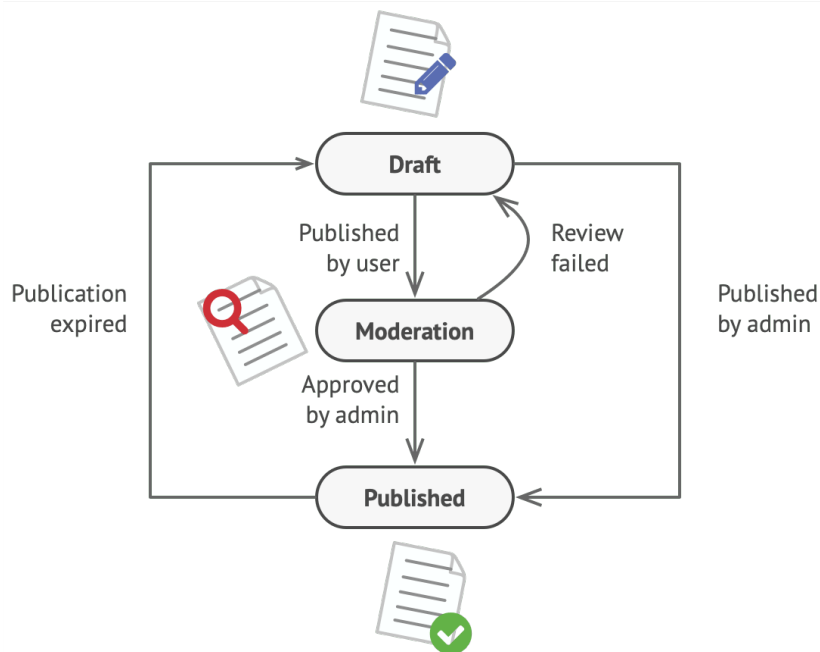 Draft
Published
by user
Review
failed
Publication
expired
Published
by admin
Moderation
Approved
by admin
Published